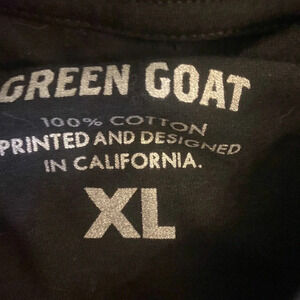 GREEN GOAT
100% COTTON
PRINTED AND DESIGNED
IN CALIFORNIA.
XL